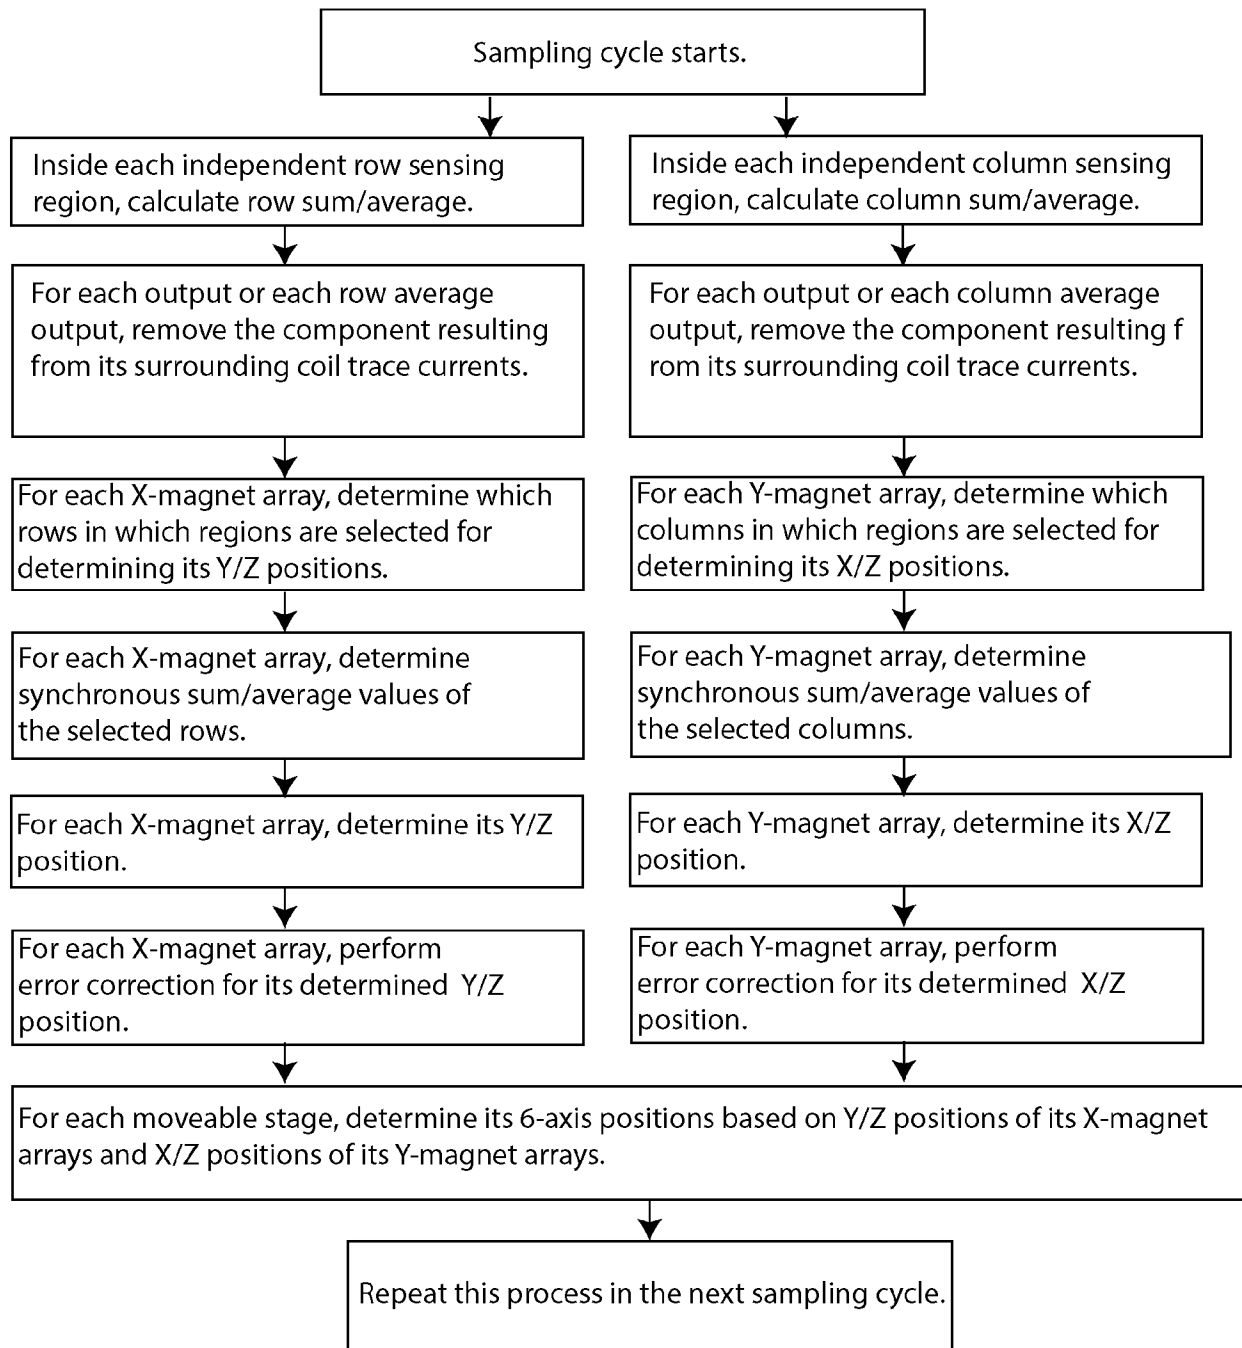 Sampling cycle starts.
Inside each independent row sensing
region, calculate row sum/average.
Inside each independent column sensing
region, calculate column sum/average.
For each output or each row average
output, remove the component resulting
from its surrounding coil trace currents.
For each output or each column average
output, remove the component resulting f
rom its surrounding coil trace currents.
For each X-magnet array, determine which
rows in which regions are selected for
determining its Y/Z positions.
For each Y-magnet array, determine which
columns in which regions are selected for
determining its X/Z positions.
For each X-magnet array, determine
synchronous sum/average values of
the selected rows.
For each Y-magnet array, determine
synchronous sum/average values of
the selected columns.
For each X-magnet array, determine its Y/Z
position.
For each Y-magnet array, determine its X/Z
position.
For each X-magnet array, perform
error correction for its determined Y/Z
position.
For each Y-magnet array, perform
error correction for its determined X/Z
position.
For each moveable stage, determine its 6-axis positions based on Y/Z positions of its X-magnet
arrays and X/Z positions of its Y-magnet arrays.
Repeat this process in the next sampling cycle.